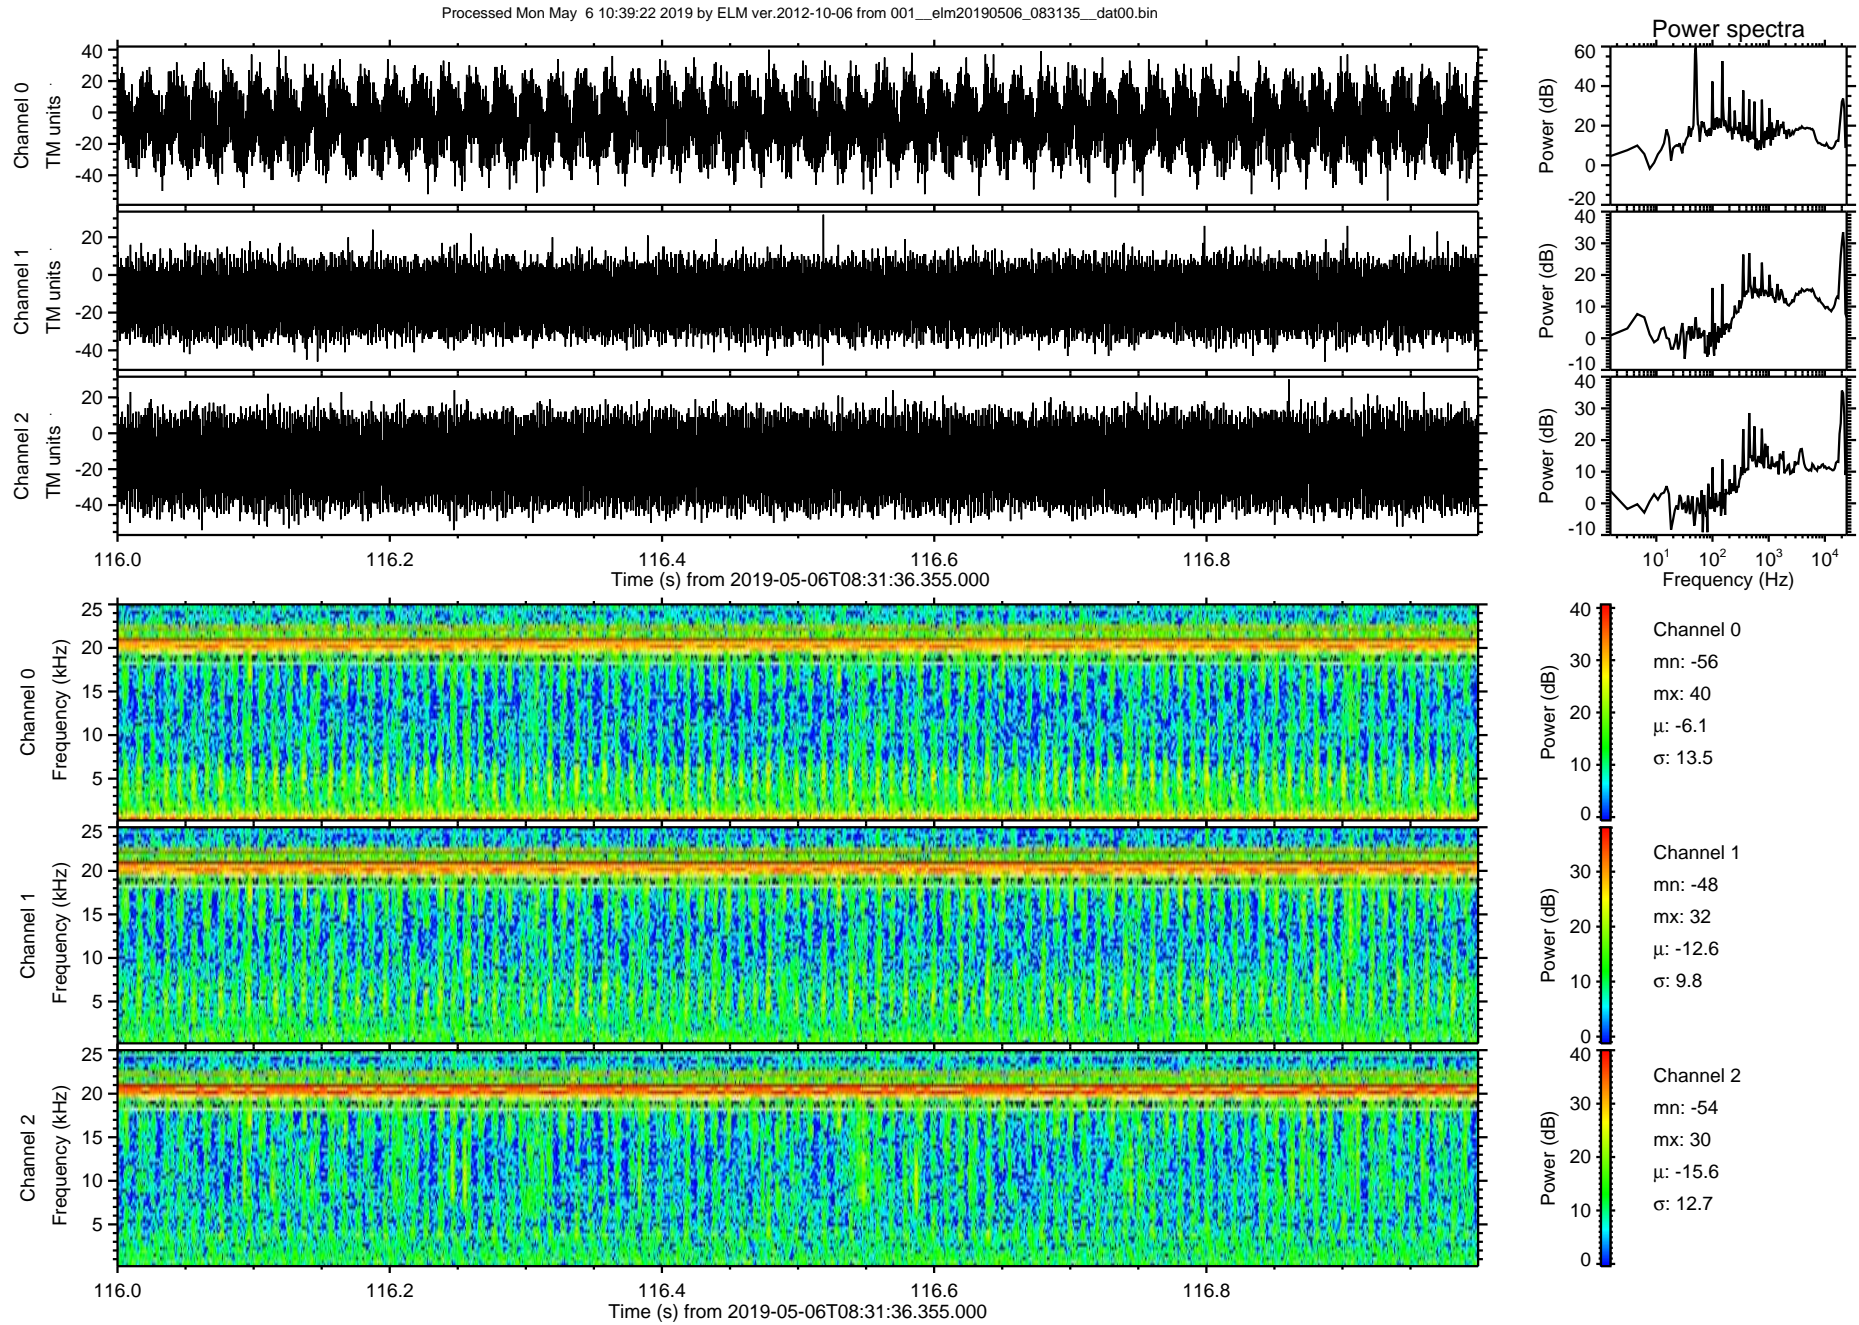 Processed Mon May  6 10:39:22 2019 by ELM ver.2012-10-06 from 001__elm20190506_083135__dat00.bin
Power spectra
Channel 0
TM units
40
20
0
-20
-40
Power (dB)
60
40
20
0
-20
Channel 1
TM units
20
0
-20
-40
Power (dB)
40
30
20
10
0
-10
Channel 2
TM units
20
0
-20
-40
Power (dB)
40
30
20
10
0
-10
116.0 116.2 116.4 116.6 116.8
Time (s) from 2019-05-06T08:31:36.355.000
10¹ 10² 10³ 10⁴
Frequency (Hz)
Channel 0
Frequency (kHz)
25
20
15
10
5
Power (dB)
40
30
20
10
0
Channel 0
mn: -56
mx: 40
μ: -6.1
σ: 13.5
Channel 1
Frequency (kHz)
25
20
15
10
5
Power (dB)
30
20
10
0
Channel 1
mn: -48
mx: 32
μ: -12.6
σ: 9.8
Channel 2
Frequency (kHz)
25
20
15
10
5
Power (dB)
40
30
20
10
0
Channel 2
mn: -54
mx: 30
μ: -15.6
σ: 12.7
116.0 116.2 116.4 116.6 116.8
Time (s) from 2019-05-06T08:31:36.355.000